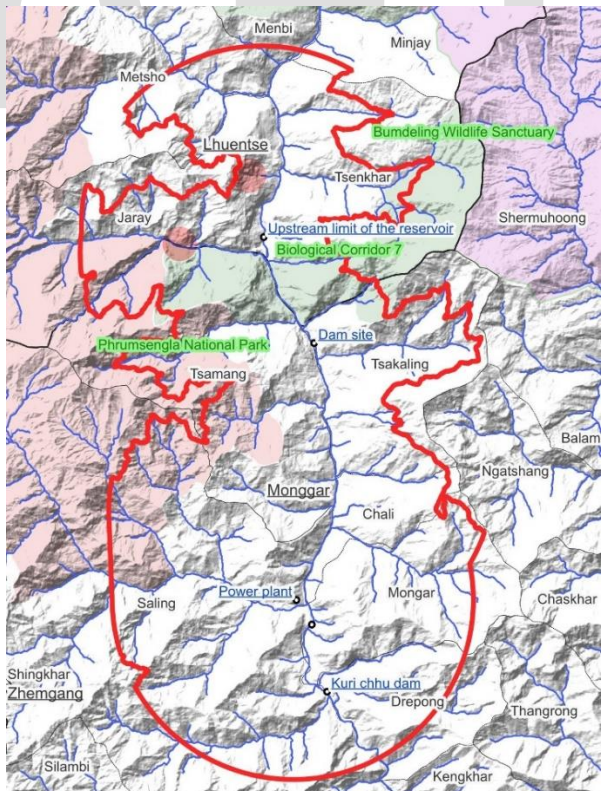 Menbi
Minjay
Metsho
Bumdeling Wildlife Sanctuary
Lhuentse
Tsenkhar
Jaray
Shermuhoong
Upstream limit of the reservoir
Biological Corridor 7
Dam site
Phrumsengla National Park
Tsakaling
Tsamang
Balam
Ngatshang
Monggar
Chali
Power plant
Mongar
Saling
Chaskhar
Shingkhar
Kuri chhu dam
Zhemgang
Drepong
Thangrong
Silambi
Kengkhar